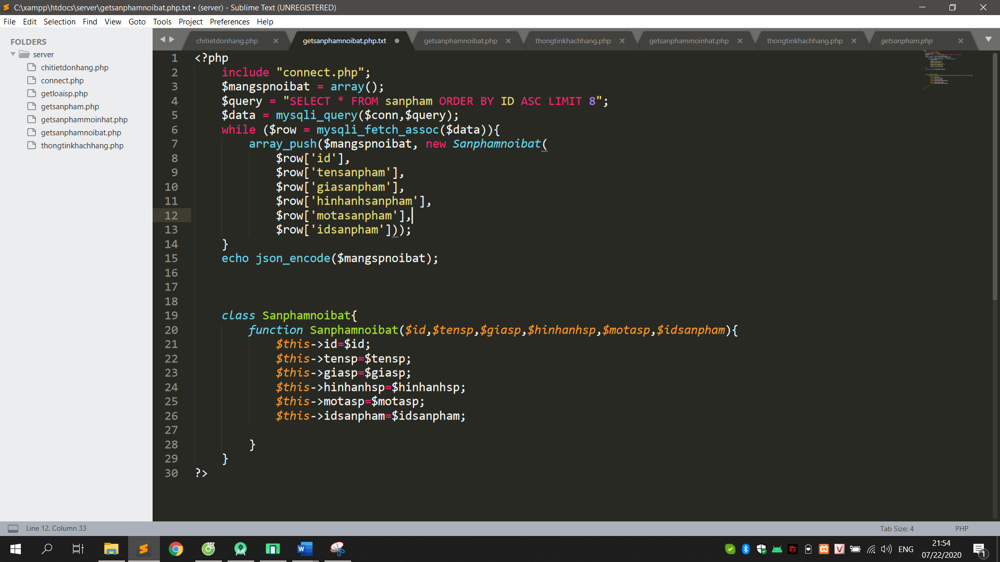 C:\xampp\htdocs\server\getsanphamnoibat.php.txt • (server) - Sublime Text (UNREGISTERED)
File Edit Selection Find View Goto Tools Project Preferences Help
FOLDERS
server
chitietdonhang.php
connect.php
getloaisp.php
getsanpham.php
getsanphammoinhat.php
getsanphamnoibat.php
thongtinkhachhang.php
chitietdonhang.php getsanphamnoibat.php.txt getsanphamnoibat.php thongtinkhachhang.php getsanphammoinhat.php thongtinkhachhang.php getsanpham.php
1 <?php
2 include "connect.php";
3 $mangspnoibat = array();
4 $query = "SELECT * FROM sanpham ORDER BY ID ASC LIMIT 8";
5 $data = mysqli_query($conn,$query);
6 while ($row = mysqli_fetch_assoc($data)){
7 array_push($mangspnoibat, new Sanphamnoibat(
8 $row['id'],
9 $row['tensanpham'],
10 $row['giasanpham'],
11 $row['hinhanhsanpham'],
12 $row['motasanpham'],
13 $row['idsanpham']));
14 }
15 echo json_encode($mangspnoibat);
16
17
18
19 class Sanphamnoibat{
20 function Sanphamnoibat($id,$tensp,$giasp,$hinhanhsp,$motasp,$idsanpham){
21 $this->id=$id;
22 $this->tensp=$tensp;
23 $this->giasp=$giasp;
24 $this->hinhanhsp=$hinhanhsp;
25 $this->motasp=$motasp;
26 $this->idsanpham=$idsanpham;
27
28 }
29 }
30 ?>
Line 12, Column 33
Tab Size: 4
PHP
ENG
21:54
07/22/2020
1